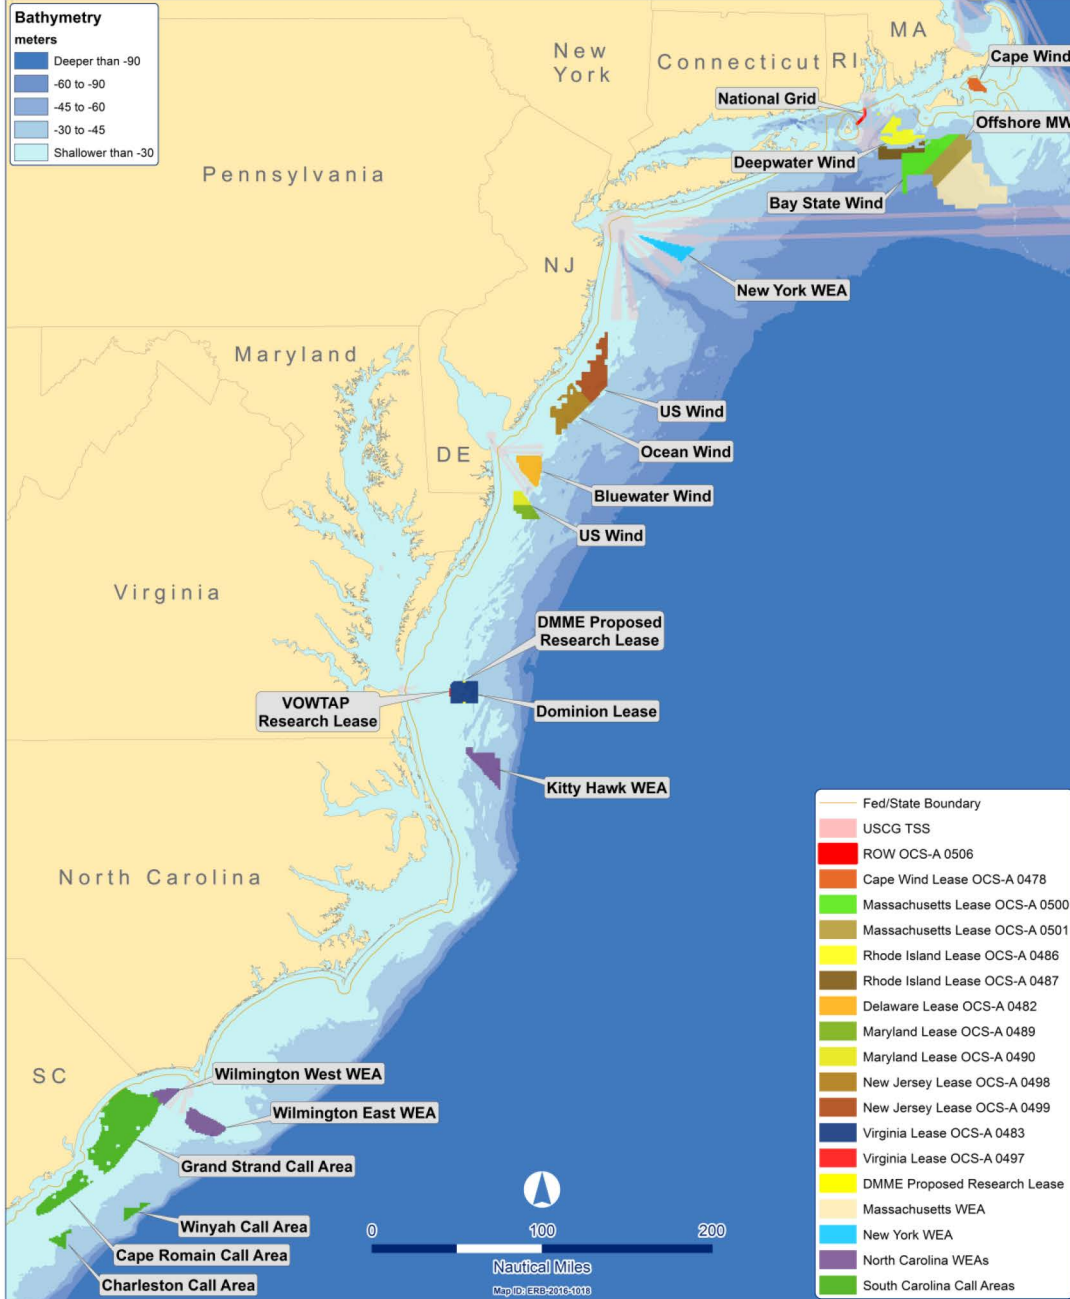 Bathymetry
meters
Deeper than -90
-60 to -90
-45 to -60
-30 to -45
Shallower than -30
New
York
Connecticut
RI
MA
Cape Wind
National Grid
Offshore MW
Deepwater Wind
Pennsylvania
Bay State Wind
NJ
New York WEA
Maryland
US Wind
DE
Ocean Wind
Bluewater Wind
US Wind
Virginia
DMME Proposed
Research Lease
VOWTAP
Research Lease
Dominion Lease
Kitty Hawk WEA
North Carolina
SC
Wilmington West WEA
Wilmington East WEA
Grand Strand Call Area
Winyah Call Area
Cape Romain Call Area
Charleston Call Area
0
100
200
Nautical Miles
Map ID: ERB-2016-1018
Fed/State Boundary
USCG TSS
ROW OCS-A 0506
Cape Wind Lease OCS-A 0478
Massachusetts Lease OCS-A 0500
Massachusetts Lease OCS-A 0501
Rhode Island Lease OCS-A 0486
Rhode Island Lease OCS-A 0487
Delaware Lease OCS-A 0482
Maryland Lease OCS-A 0489
Maryland Lease OCS-A 0490
New Jersey Lease OCS-A 0498
New Jersey Lease OCS-A 0499
Virginia Lease OCS-A 0483
Virginia Lease OCS-A 0497
DMME Proposed Research Lease
Massachusetts WEA
New York WEA
North Carolina WEAs
South Carolina Call Areas